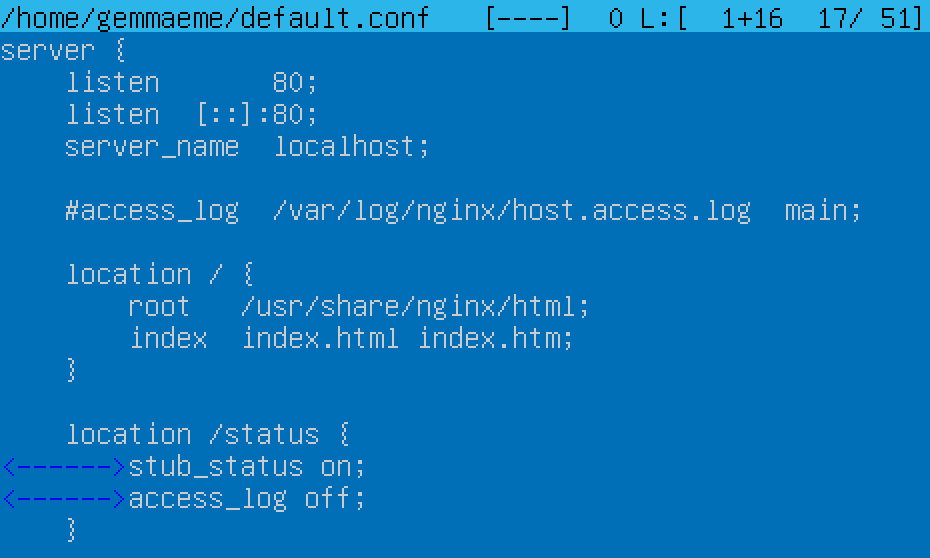 /home/gemmaeme/default.conf   [----]  0 L:[  1+16  17/ 51]
server {
    listen       80;
    listen  [::]:80;
    server_name  localhost;

    #access_log  /var/log/nginx/host.access.log  main;

    location / {
        root   /usr/share/nginx/html;
        index  index.html index.htm;
    }

    location /status {
<------>stub_status on;
<------>access_log off;
    }